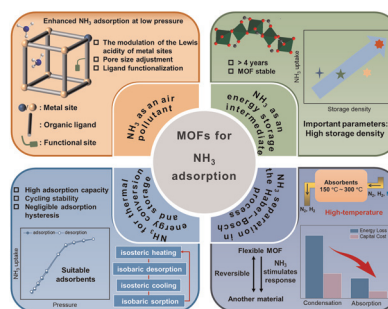 Enhanced NH3 adsorption at low pressure
The modulation of the Lewis
acidity of metal sites
Pore size adjustment
Ligand functionalization
: Metal site
: Organic ligand
: Functional site
NH3 as an air
pollutant
> 4 years
MOF stable
NH3 uptake
Storage density
Important parameters:
High storage density
NH3 as an
energy storage
intermediate
MOFs for
NH3
adsorption
High adsorption capacity
Cycling stability
Negligible adsorption
hysteresis
adsorption
desorption
NH3 uptake
Pressure
Suitable
adsorbents
isosteric heating
isobaric desorption
isosteric cooling
isobaric sorption
NH3 for thermal
energy storage
and
conversion
NH3 separation in
the Haber-Bosch
process
Absorbents
150 °C – 300 °C
N2, H2
High-temperature
Flexible MOF
Reversible
NH3
stimulates
response
Another material
Energy Loss
Capital Cost
Condensation
Absorption